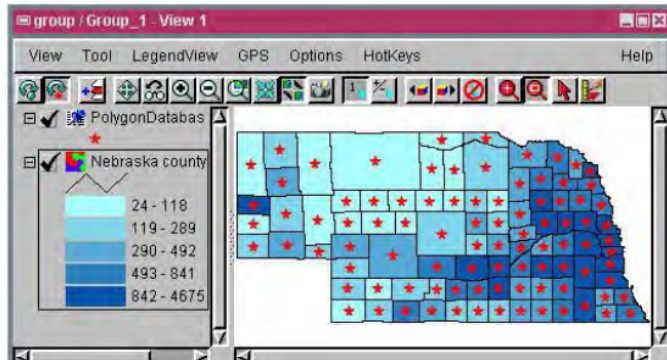 group / Group_1 - View 1
View Tool LegendView GPS Options HotKeys Help
PolygonDatabas
Nebraska county
24 - 118
119 - 289
290 - 492
493 - 841
842 - 4675